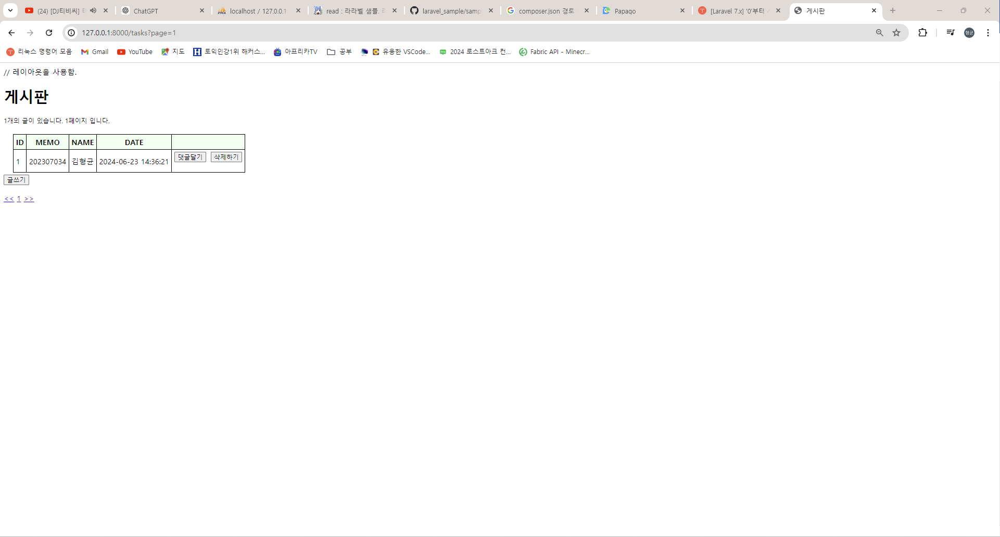 (24) [DJ티비씨]
ChatGPT
localhost / 127.0.0.1
read : 라라벨 샘플.
laravel_sample/samp
composer.json 경로
Papago
[Laravel 7.x] '0'부터
게시판
127.0.0.1:8000/tasks?page=1
형균
리눅스 명령어 모음
Gmail
YouTube
지도
토익인강1위 해커스...
아프리카TV
공부
유용한 VSCode...
2024 로스트아크 컨...
Fabric API - Minecr...
// 레이아웃을 사용함.
게시판
1개의 글이 있습니다. 1페이지 입니다.
ID MEMO NAME DATE
1 202307034 김형균 2024-06-23 14:36:21 댓글달기 삭제하기
글쓰기
<< 1 >>